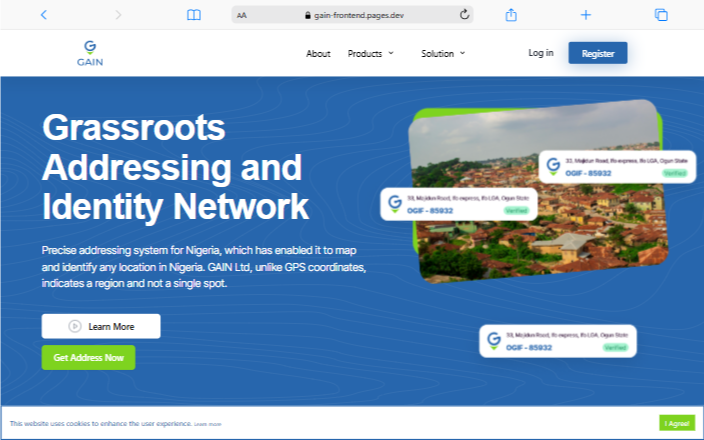 AA gain-frontend.pages.dev
GAIN
About Products Solution Log in Register
Grassroots
Addressing and
Identity Network
Precise addressing system for Nigeria, which has enabled it to map
and identify any location in Nigeria. GAIN Ltd, unlike GPS coordinates,
indicates a region and not a single spot.
Learn More
Get Address Now
33, Mojidun Road, Ifo express, Ifo LGA, Ogun State
OGIF - 85932 Verified
59, Mojidun Road, Ifo express, Ifo LGA, Ogun State
OGIF - 85932 Verified
59, Mojidun Road, Ifo express, Ifo LGA, Ogun State
OGIF - 85932 Verified
This website uses cookies to enhance the user experience. Learn more
I Agree!